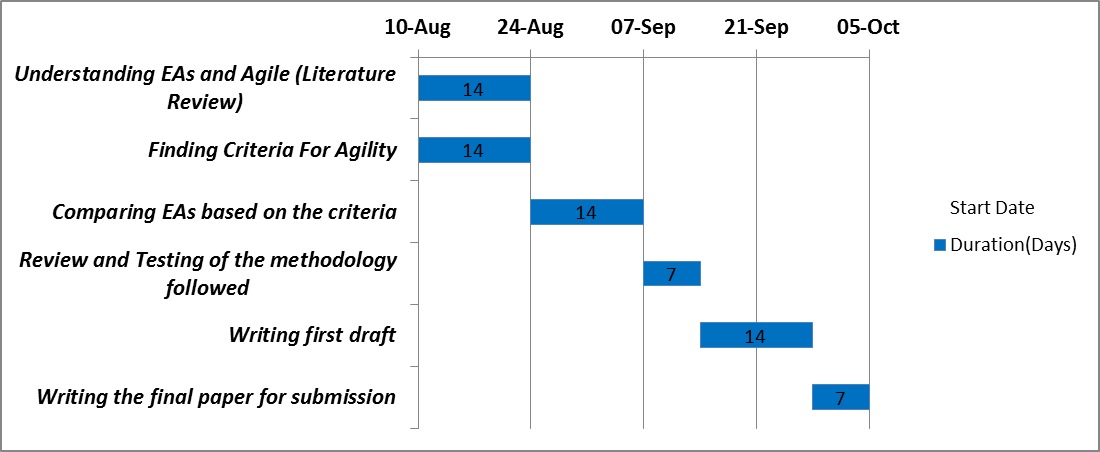 10-Aug 24-Aug 07-Sep 21-Sep 05-Oct
Understanding EAs and Agile (Literature
Review)
14
Finding Criteria For Agility
14
Comparing EAs based on the criteria
14
Review and Testing of the methodology
followed
7
Writing first draft
14
Writing the final paper for submission
7
Start Date
Duration(Days)